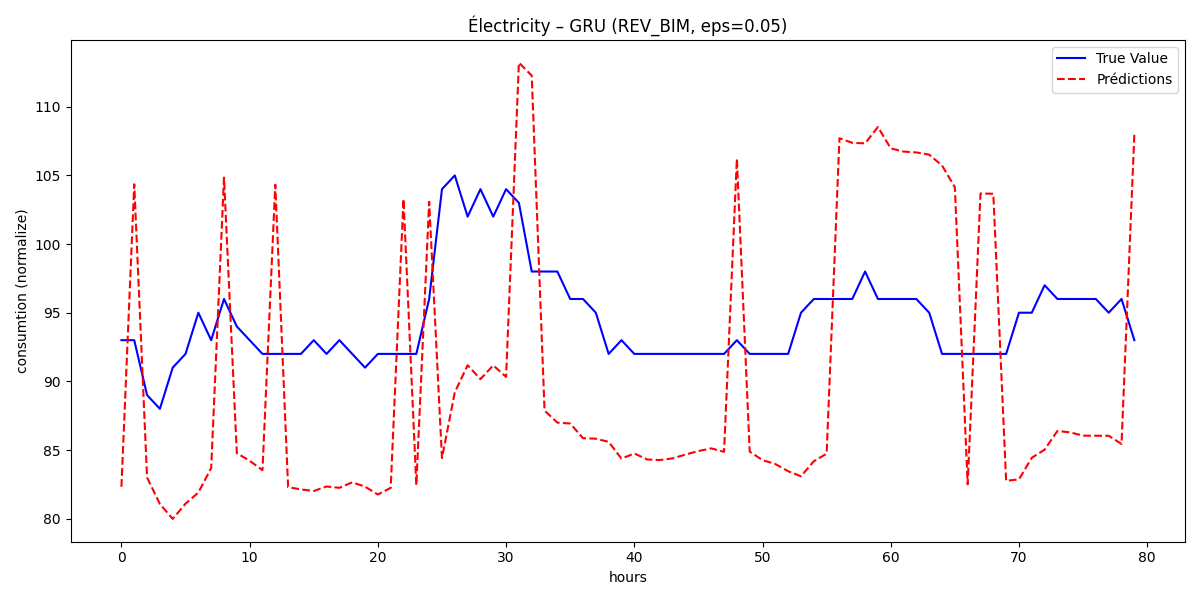 Électricity – GRU (REV_BIM, eps=0.05)
True Value
Prédictions
consumtion (normalize)
110
105
100
95
90
85
80
0 10 20 30 40 50 60 70 80
hours